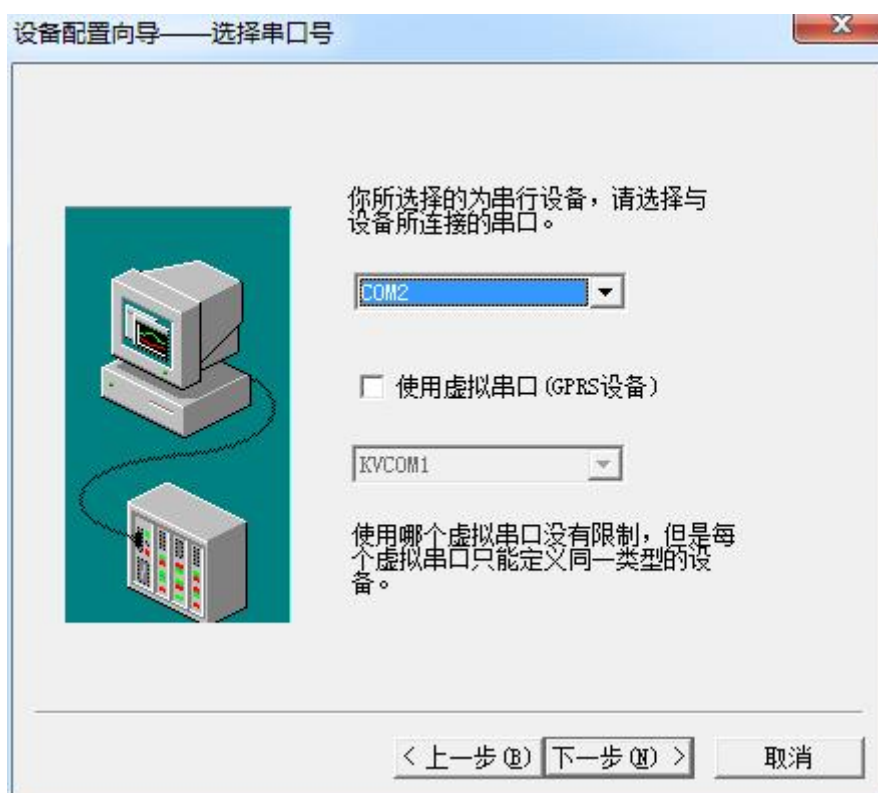 设备配置向导——选择串口号
你所选择的为串行设备，请选择与
设备所连接的串口。
COM2
使用虚拟串口(GPRS设备)
KVCOM1
使用哪个虚拟串口没有限制，但是每
个虚拟串口只能定义同一类型的设
备。
<上一步(B) 下一步(N)> 取消